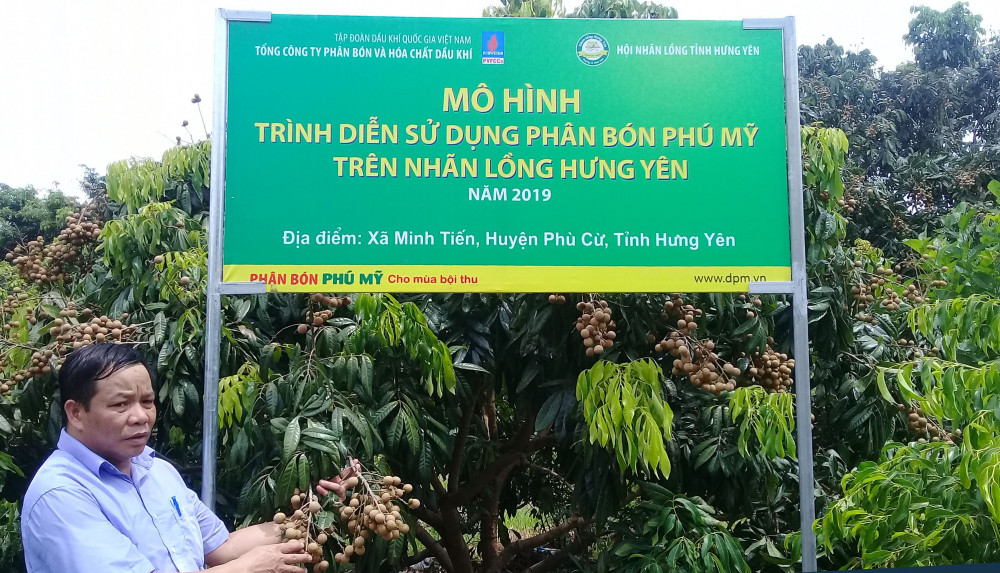 TẬP ĐOÀN DẦU KHÍ QUỐC GIA VIỆT NAM
TỔNG CÔNG TY PHÂN BÓN VÀ HÓA CHẤT DẦU KHÍ
PVFCCo
HỘI NHÃN LỒNG TỈNH HƯNG YÊN
MÔ HÌNH
TRÌNH DIỄN SỬ DỤNG PHÂN BÓN PHÚ MỸ
TRÊN NHÃN LỒNG HƯNG YÊN
NĂM 2019
Địa điểm: Xã Minh Tiến, Huyện Phù Cừ, Tỉnh Hưng Yên
PHÂN BÓN PHÚ MỸ Cho mùa bội thu
www.dpm.vn